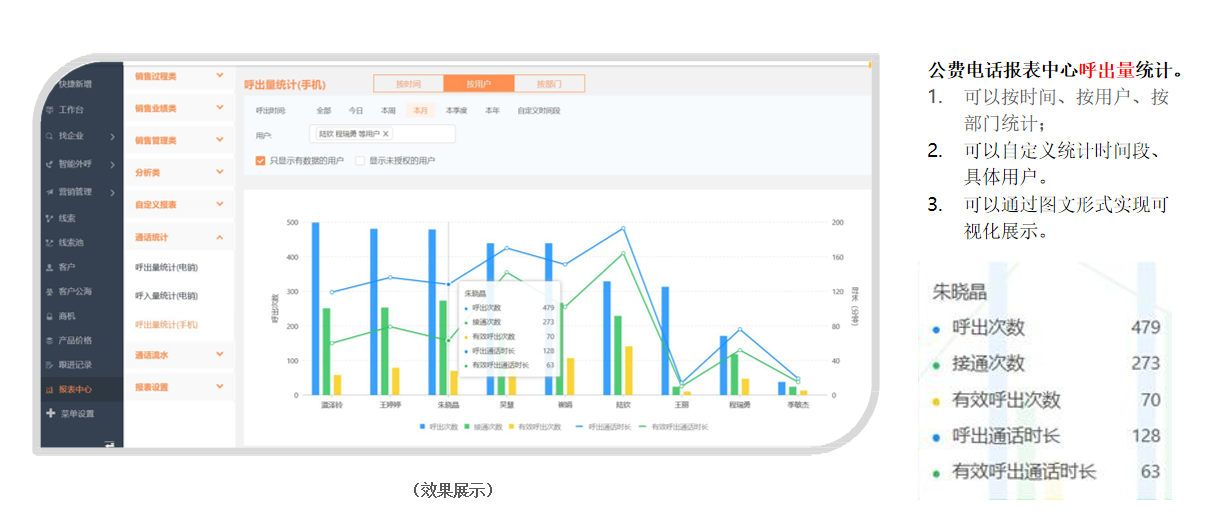 快捷新增
工作台
找企业
智能外呼
营销管理
线索
线索池
客户
客户公海
商机
产品价格
跟进记录
报表中心
菜单设置
销售过程类
销售业绩类
销售管理类
分析类
自定义报表
通话统计
呼出量统计(电销)
呼入量统计(电销)
呼出量统计(手机)
通话流水
报表设置
呼出量统计(手机)
按时间 按用户 按部门
呼出时间: 全部 今日 本周 本月 本季度 本年 自定义时间段
用户: 陆钦 程瑞勇 等用户 X
只显示有数据的用户 显示未授权的用户
500 200
400 160
300 120
200 80
100 40
0 0
呼出次数
时长 (分钟)
朱晓晶
呼出次数 479
接通次数 273
有效呼出次数 70
呼出通话时长 128
有效呼出通话时长 63
温泽铃 王婷婷 朱晓晶 吴慧 谢娟 陆钦 王丽 程瑞勇 季敏杰
呼出次数 接通次数 有效呼出次数 呼出通话时长 有效呼出通话时长
（效果展示）
公费电话报表中心呼出量统计。
1. 可以按时间、按用户、按
部门统计；
2. 可以自定义统计时间段、
具体用户。
3. 可以通过图文形式实现可
视化展示。
朱晓晶
呼出次数 479
接通次数 273
有效呼出次数 70
呼出通话时长 128
有效呼出通话时长 63